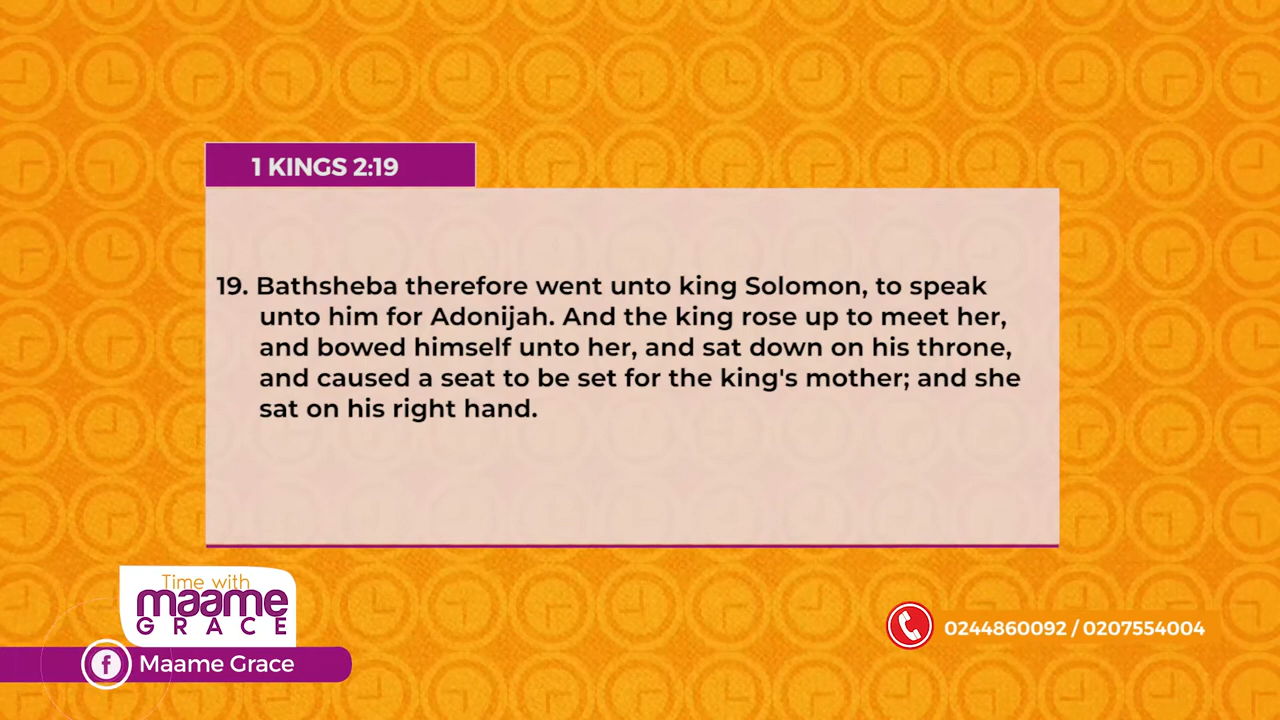 1 KINGS 2:19
19. Bathsheba therefore went unto king Solomon, to speak
unto him for Adonijah. And the king rose up to meet her,
and bowed himself unto her, and sat down on his throne,
and caused a seat to be set for the king's mother; and she
sat on his right hand.
Time with
maame
GRACE
f Maame Grace
0244860092 / 0207554004